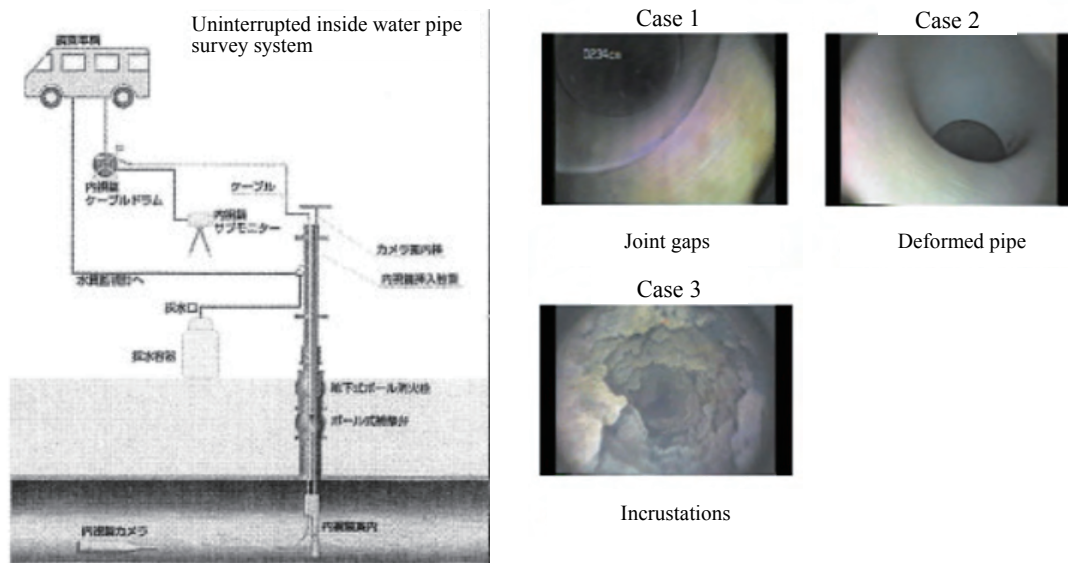 Uninterrupted inside water pipe
survey system
調査車輌
内視鏡
ケーブルドラム
ケーブル
内視鏡
サブモニター
カメラ案内棒
内視鏡挿入装置
水質監視計へ
採水口
採水容器
地下式ボール消火栓
ボール式補修弁
内視鏡カメラ
内視鏡案内
Case 1
0234cm
Joint gaps
Case 2
Deformed pipe
Case 3
Incrustations